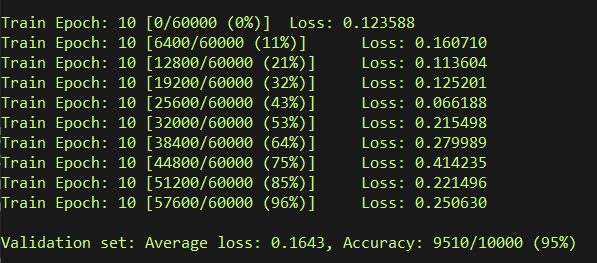 Train Epoch: 10 [0/60000 (0%)]  Loss: 0.123588
Train Epoch: 10 [6400/60000 (11%)]      Loss: 0.160710
Train Epoch: 10 [12800/60000 (21%)]     Loss: 0.113604
Train Epoch: 10 [19200/60000 (32%)]     Loss: 0.125201
Train Epoch: 10 [25600/60000 (43%)]     Loss: 0.066188
Train Epoch: 10 [32000/60000 (53%)]     Loss: 0.215498
Train Epoch: 10 [38400/60000 (64%)]     Loss: 0.279989
Train Epoch: 10 [44800/60000 (75%)]     Loss: 0.414235
Train Epoch: 10 [51200/60000 (85%)]     Loss: 0.221496
Train Epoch: 10 [57600/60000 (96%)]     Loss: 0.250630
Validation set: Average loss: 0.1643, Accuracy: 9510/10000 (95%)